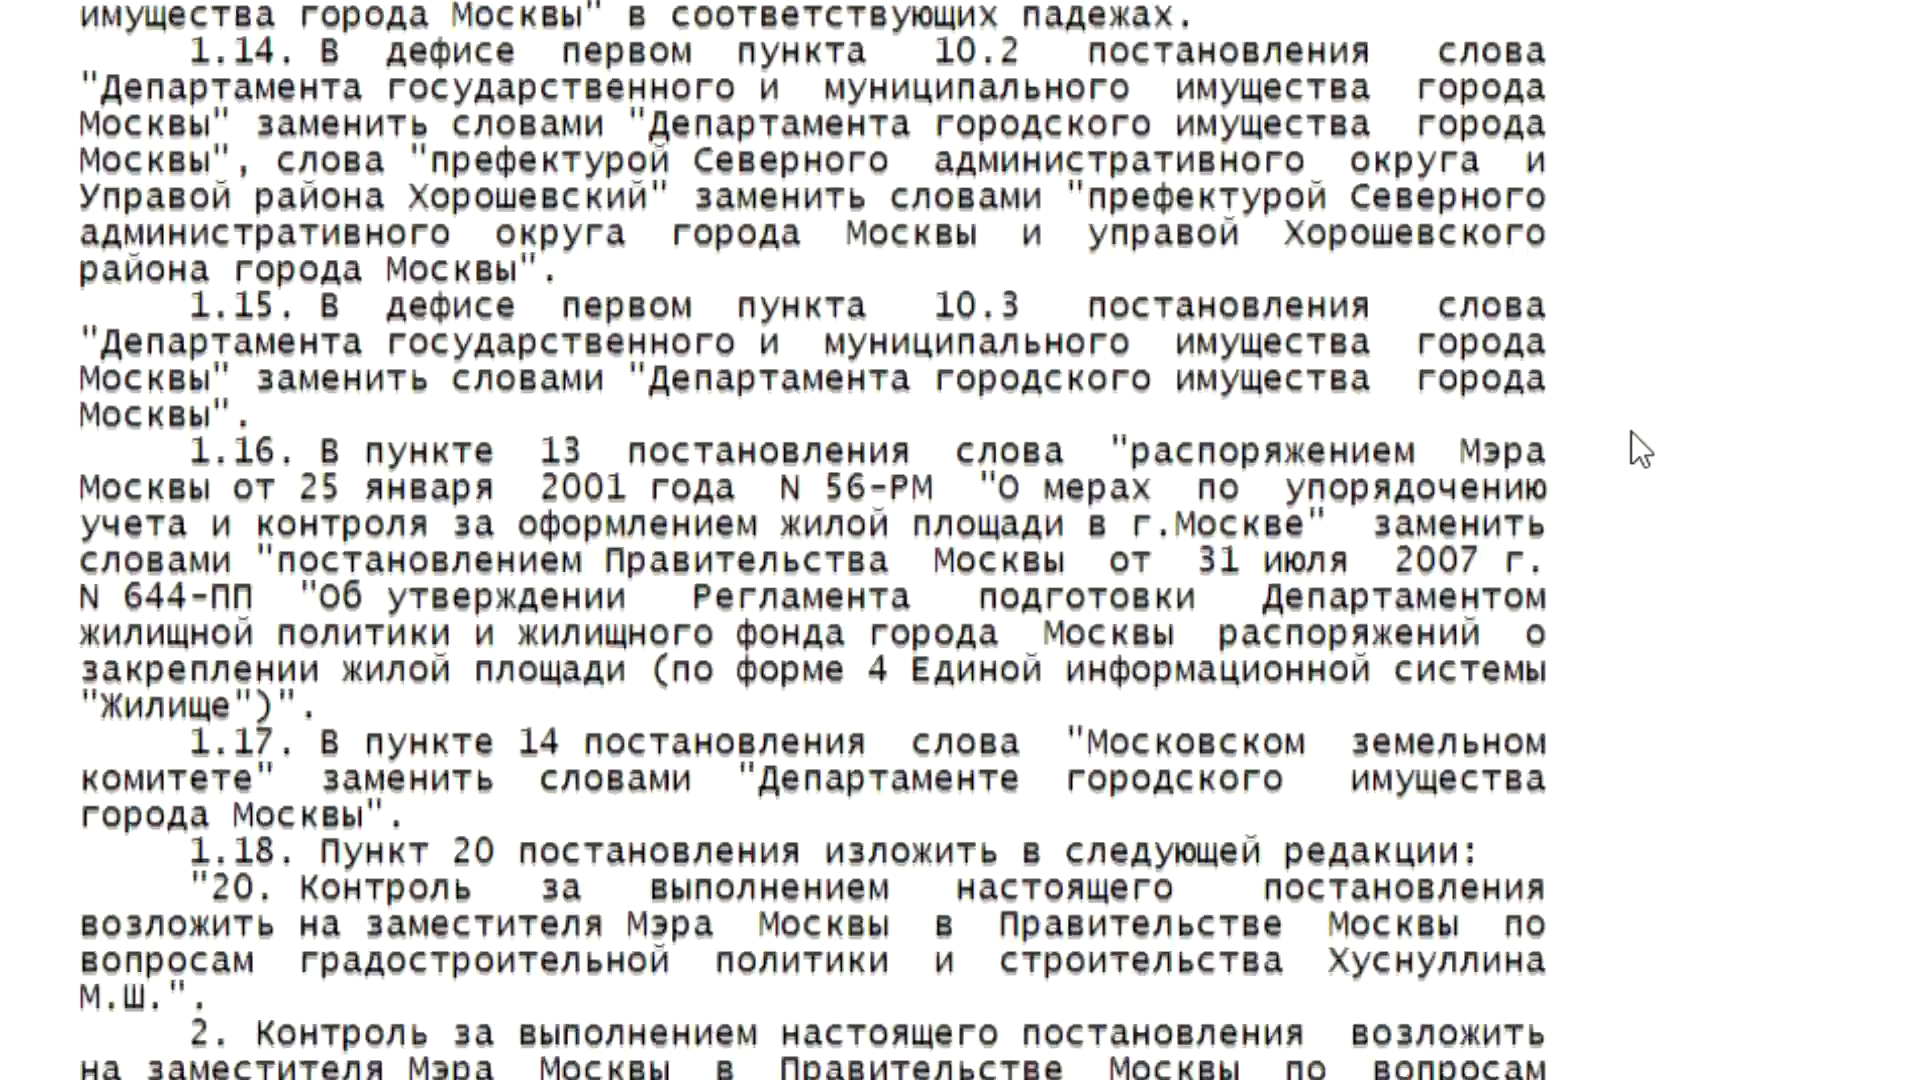 имущества города Москвы" в соответствующих падежах.
1.14. В дефисе первом пункта 10.2 постановления слова
"Департамента государственного и муниципального имущества города
Москвы" заменить словами "Департамента городского имущества города
Москвы", слова "префектурой Северного административного округа и
Управой района Хорошевский" заменить словами "префектурой Северного
административного округа города Москвы и управой Хорошевского
района города Москвы".
1.15. В дефисе первом пункта 10.3 постановления слова
"Департамента государственного и муниципального имущества города
Москвы" заменить словами "Департамента городского имущества города
Москвы".
1.16. В пункте 13 постановления слова "распоряжением Мэра
Москвы от 25 января 2001 года N 56-РМ "О мерах по упорядочению
учета и контроля за оформлением жилой площади в г.Москве" заменить
словами "постановлением Правительства Москвы от 31 июля 2007 г.
N 644-ПП "Об утверждении Регламента подготовки Департаментом
жилищной политики и жилищного фонда города Москвы распоряжений о
закреплении жилой площади (по форме 4 Единой информационной системы
"Жилище")".
1.17. В пункте 14 постановления слова "Московском земельном
комитете" заменить словами "Департаменте городского имущества
города Москвы".
1.18. Пункт 20 постановления изложить в следующей редакции:
"20. Контроль за выполнением настоящего постановления
возложить на заместителя Мэра Москвы в Правительстве Москвы по
вопросам градостроительной политики и строительства Хуснуллина
М.Ш.".
2. Контроль за выполнением настоящего постановления возложить
на заместителя Мэра Москвы в Правительстве Москвы по вопросам